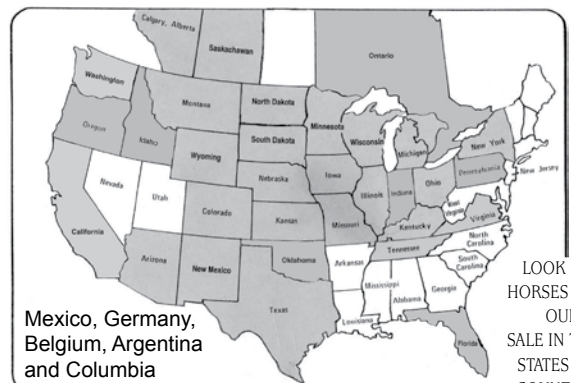 Calgary, Alberta
Saskachawan
Ontario
Washington
Montana
North Dakota
Minnesota
Oregon
Idaho
Wyoming
South Dakota
Wisconsin
Michigan
New York
Nevada
Utah
Colorado
Nebraska
Iowa
Illinois
Indiana
Ohio
Pennsylvania
New Jersey
West
Virginia
Virginia
California
Kansas
Missouri
Kentucky
North
Carolina
Arizona
New Mexico
Oklahoma
Arkansas
Tennessee
South
Carolina
Texas
Louisiana
Mississippi
Alabama
Georgia
Florida
Mexico, Germany,
Belgium, Argentina
and Columbia
LOOK
HORSES
OU
SALE IN
STATES